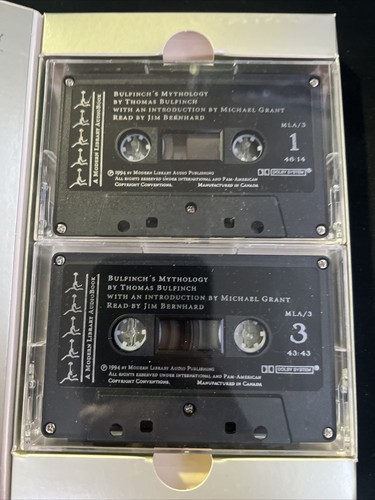 A MODERN LIBRARY AUDIOBOOK
BULFINCH'S MYTHOLOGY
BY THOMAS BULFINCH
WITH AN INTRODUCTION BY MICHAEL GRANT
READ BY JIM BERNHARD
MLA/3
1
46:14
℗ 1994 BY MODERN LIBRARY AUDIO PUBLISHING
ALL RIGHTS RESERVED UNDER INTERNATIONAL AND PAN-AMERICAN
COPYRIGHT CONVENTIONS. MANUFACTURED IN CANADA
DOLBY SYSTEM®
A MODERN LIBRARY AUDIOBOOK
BULFINCH'S MYTHOLOGY
BY THOMAS BULFINCH
WITH AN INTRODUCTION BY MICHAEL GRANT
READ BY JIM BERNHARD
MLA/3
3
43:43
℗ 1994 BY MODERN LIBRARY AUDIO PUBLISHING
ALL RIGHTS RESERVED UNDER INTERNATIONAL AND PAN-AMERICAN
COPYRIGHT CONVENTIONS. MANUFACTURED IN CANADA
DOLBY SYSTEM®